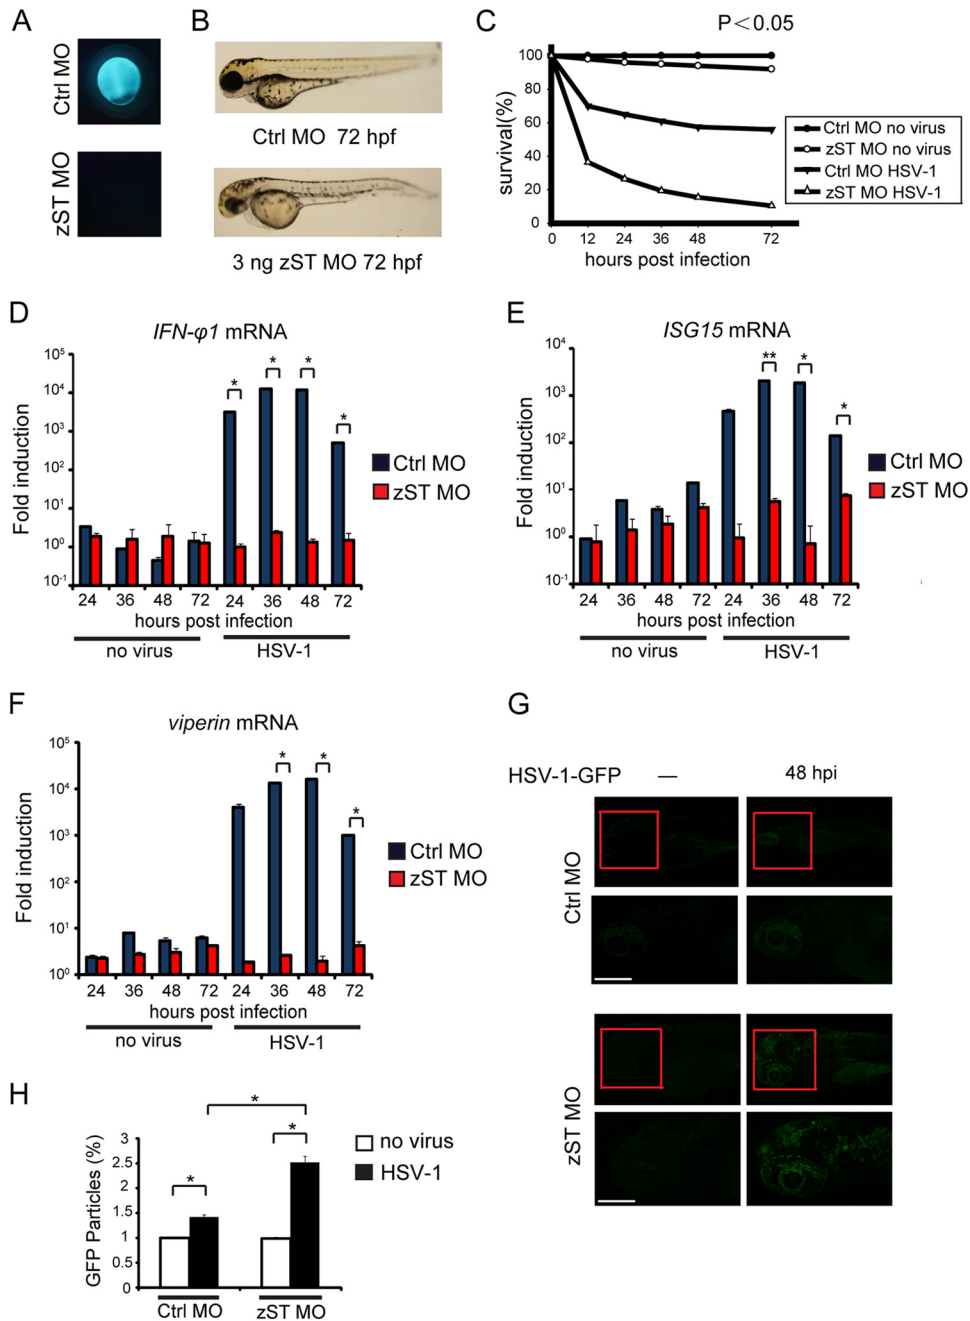 A
Ctrl MO
zST MO
B
Ctrl MO 72 hpf
3 ng zST MO 72 hpf
C
P<0.05
survival(%)
100
80
60
40
20
0
0 12 24 36 48 72
hours post infection
Ctrl MO no virus
zST MO no virus
Ctrl MO HSV-1
zST MO HSV-1
D
IFN-φ1 mRNA
Fold induction
10⁵
10⁴
10³
10²
10¹
10⁰
10⁻¹
* * * *
Ctrl MO
zST MO
24 36 48 72 24 36 48 72
hours post infection
no virus HSV-1
E
ISG15 mRNA
Fold induction
10⁴
10³
10²
10¹
10⁰
10⁻¹
** * *
Ctrl MO
zST MO
24 36 48 72 24 36 48 72
hours post infection
no virus HSV-1
F
viperin mRNA
Fold induction
10⁵
10⁴
10³
10²
10¹
10⁰
* * *
Ctrl MO
zST MO
24 36 48 72 24 36 48 72
hours post infection
no virus HSV-1
G
HSV-1-GFP — 48 hpi
Ctrl MO
zST MO
H
GFP Particles (%)
3
2.5
2
1.5
1
0.5
0
*
* *
no virus
HSV-1
Ctrl MO zST MO